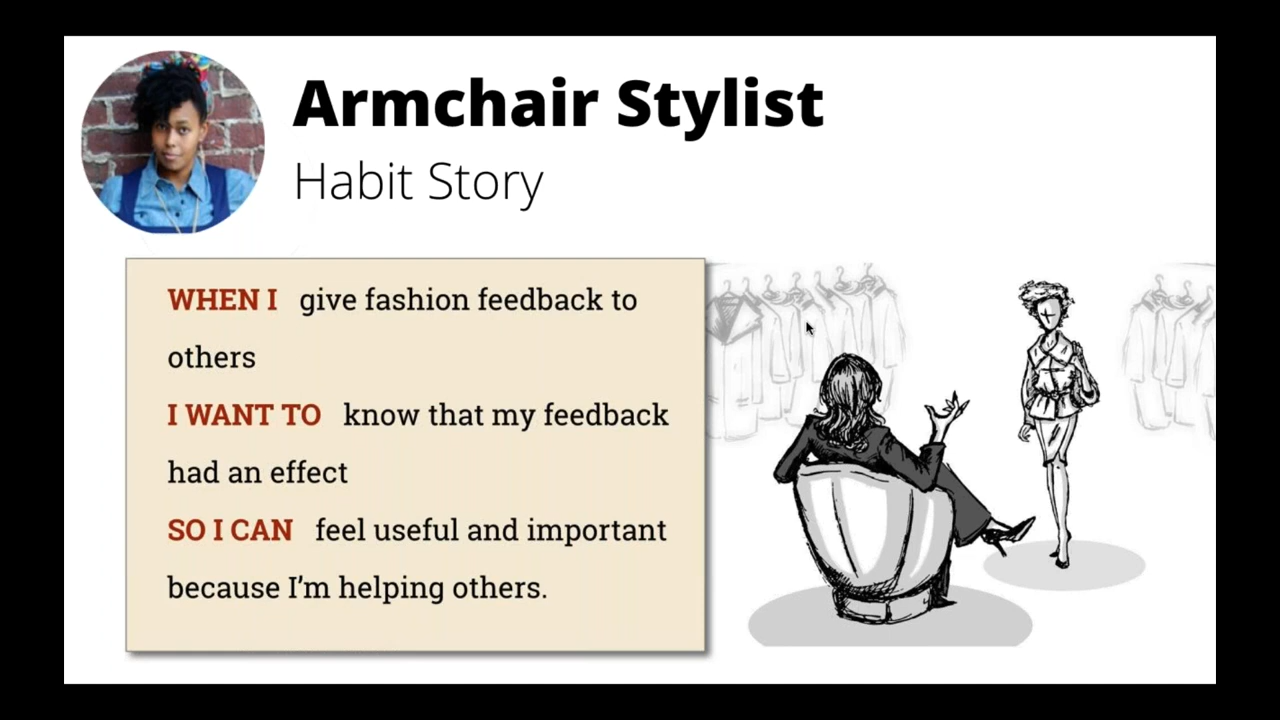 Armchair Stylist
Habit Story
WHEN I give fashion feedback to
others
I WANT TO know that my feedback
had an effect
SO I CAN feel useful and important
because I’m helping others.